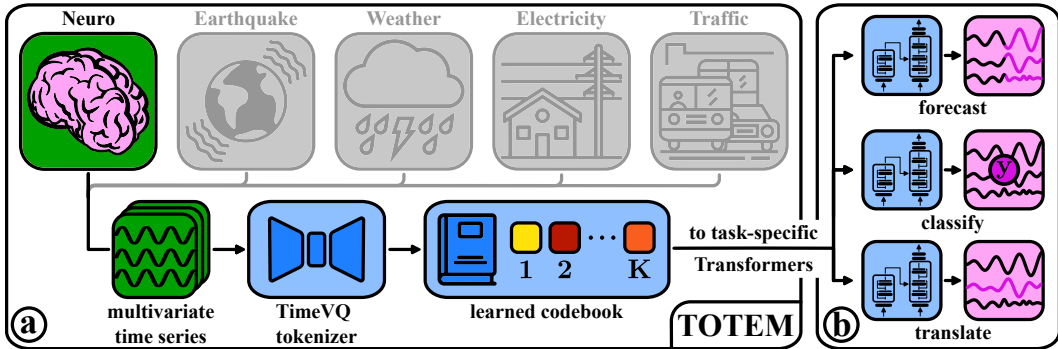 Neuro
Earthquake
Weather
Electricity
Traffic
multivariate
time series
TimeVQ
tokenizer
1 2 ... K
learned codebook
to task-specific
Transformers
a
TOTEM
forecast
y
classify
translate
b